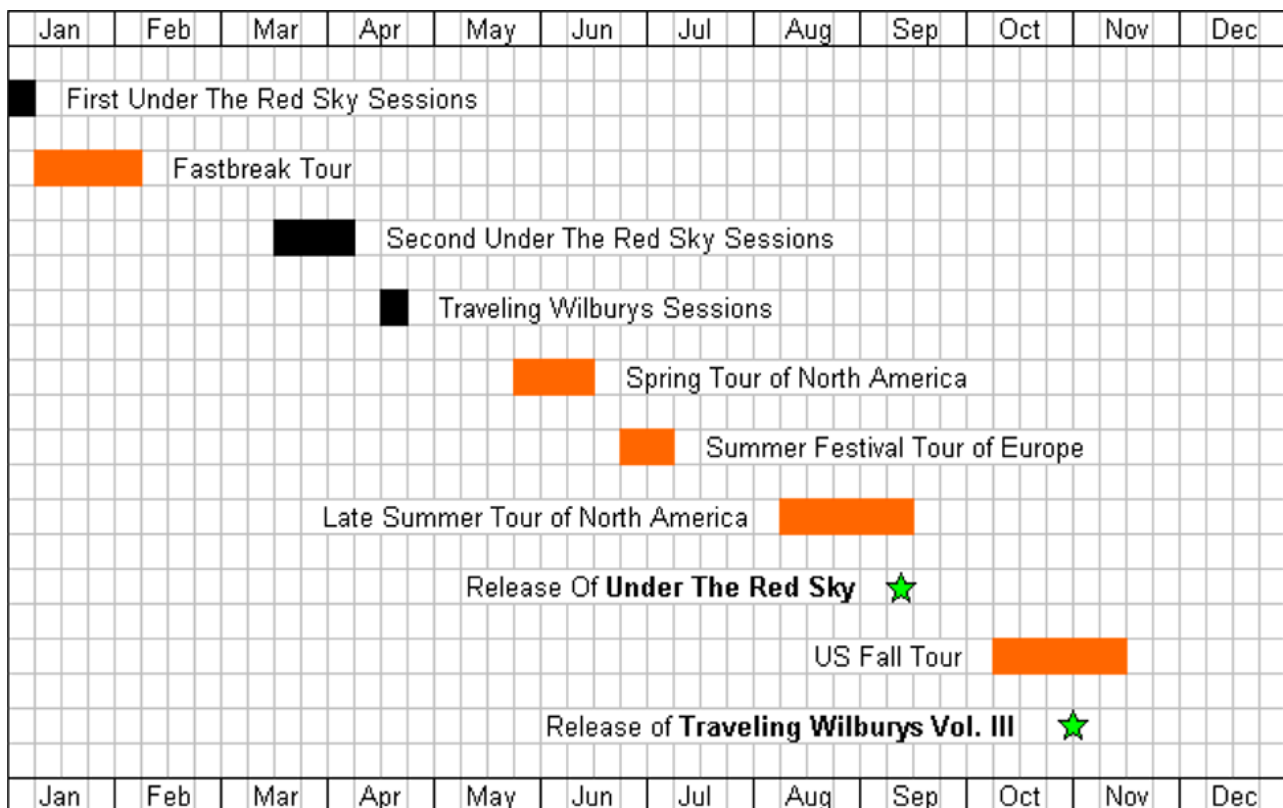 Jan Feb Mar Apr May Jun Jul Aug Sep Oct Nov Dec
First Under The Red Sky Sessions
Fastbreak Tour
Second Under The Red Sky Sessions
Traveling Wilburys Sessions
Spring Tour of North America
Summer Festival Tour of Europe
Late Summer Tour of North America
Release Of Under The Red Sky
US Fall Tour
Release of Traveling Wilburys Vol. III
Jan Feb Mar Apr May Jun Jul Aug Sep Oct Nov Dec